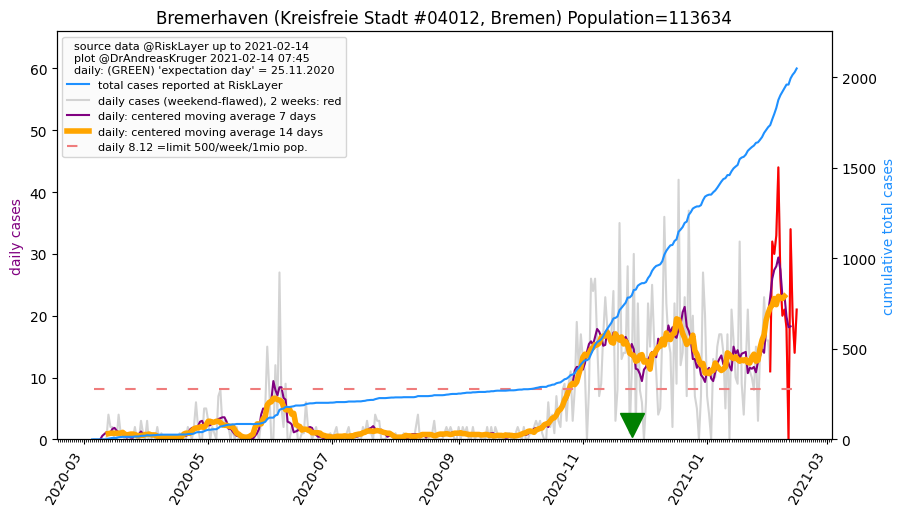 Bremerhaven (Kreisfreie Stadt #04012, Bremen) Population=113634
source data @RiskLayer up to 2021-02-14
plot @DrAndreasKruger 2021-02-14 07:45
daily: (GREEN) 'expectation day' = 25.11.2020
total cases reported at RiskLayer
daily cases (weekend-flawed), 2 weeks: red
daily: centered moving average 7 days
daily: centered moving average 14 days
daily 8.12 =limit 500/week/1mio pop.
daily cases
60
50
40
30
20
10
0
cumulative total cases
2000
1500
1000
500
0
2020-03
2020-05
2020-07
2020-09
2020-11
2021-01
2021-03